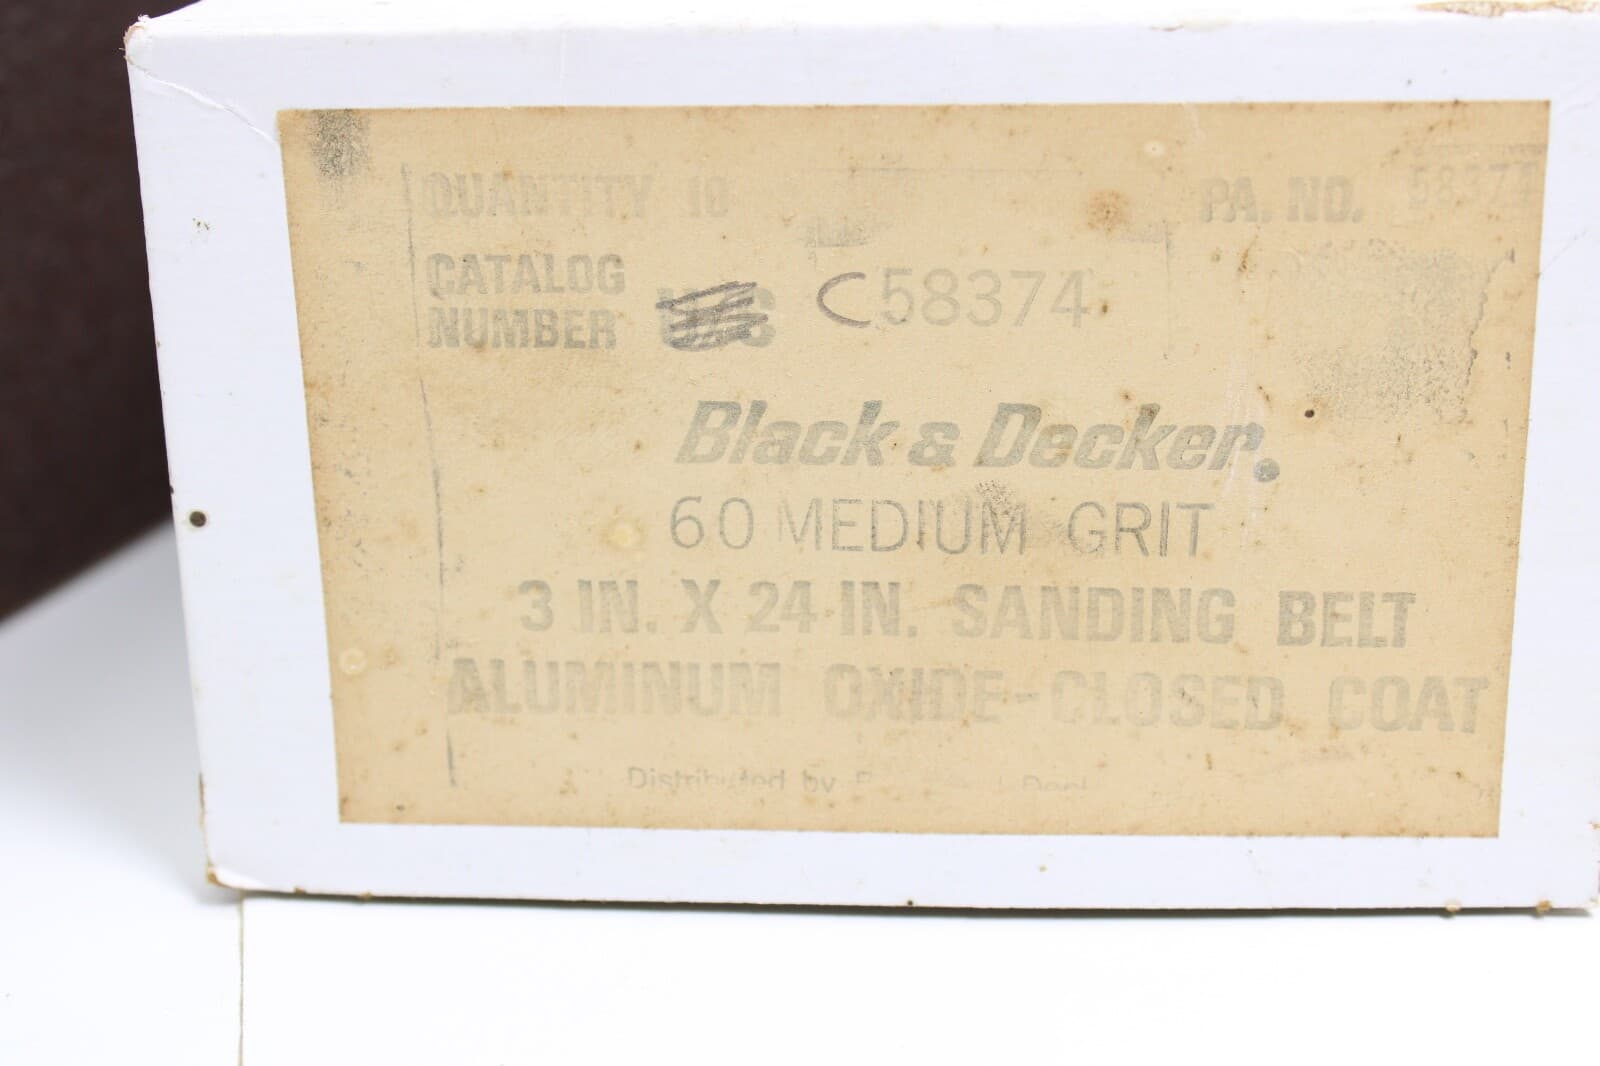 QUANTITY 10 PA. NO. 58374
CATALOG
NUMBER C58374
Black & Decker.
60 MEDIUM GRIT
3 IN. X 24 IN. SANDING BELT
ALUMINUM OXIDE-CLOSED COAT
Distributed by